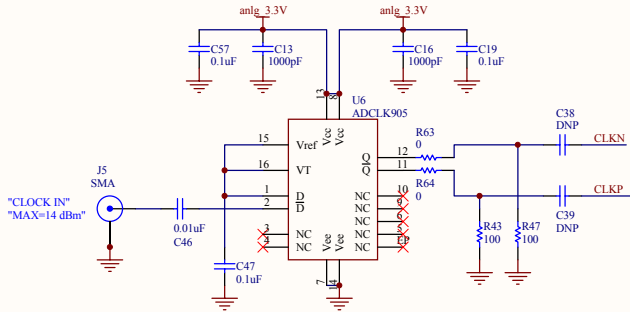 anlg_3.3V
anlg_3.3V
C57
0.1uF
C13
1000pF
C16
1000pF
C19
0.1uF
13
8
U6
ADCLK905
Vcc
Vcc
15
Vref
16
VT
1
D
2
D
3
NC
4
NC
Q
12
Q
11
NC
10
NC
9
NC
6
NC
5
NC
EP
Vee
Vee
7
14
R63
0
R64
0
C38
DNP
CLKN
CLKP
C39
DNP
R43
100
R47
100
J5
SMA
"CLOCK IN"
"MAX=14 dBm"
0.01uF
C46
C47
0.1uF